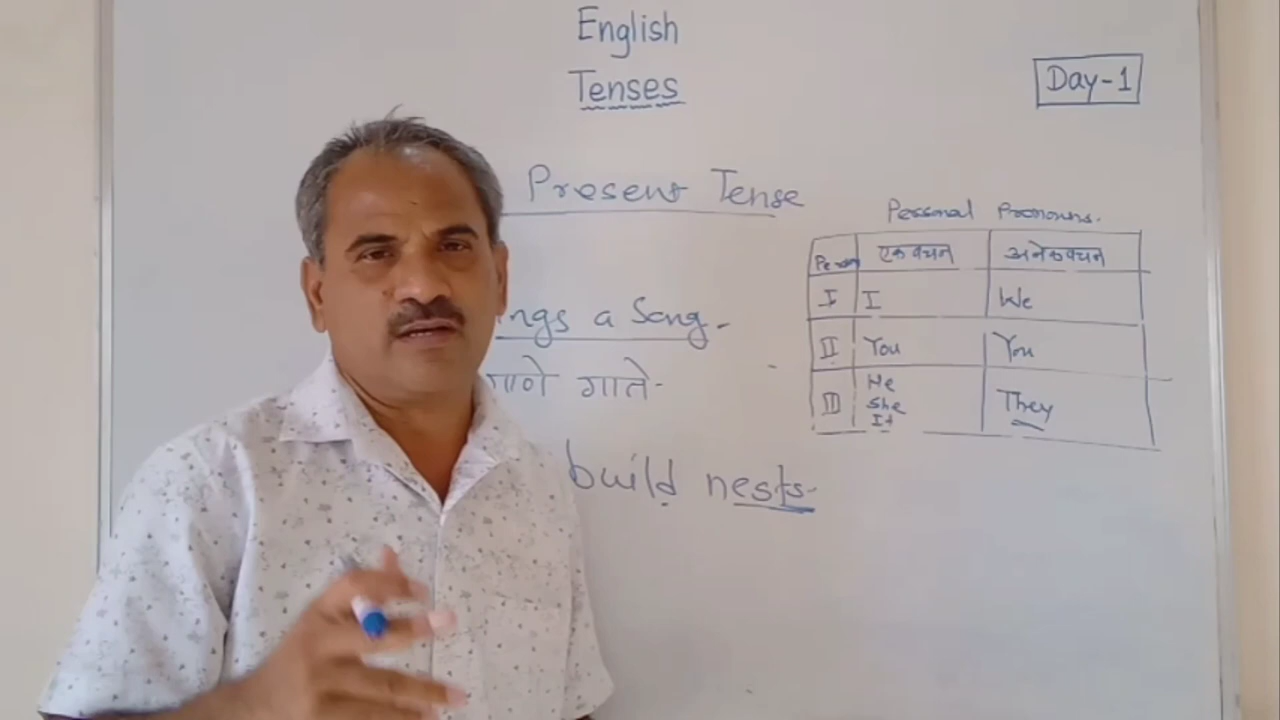 English
Tenses
Day-1
Present Tense
Personal Pronouns.
Person एकवचन अनेकवचन
I I We
II You You
III He She It They
ngs a Song.
गाणे गाते.
build nests.